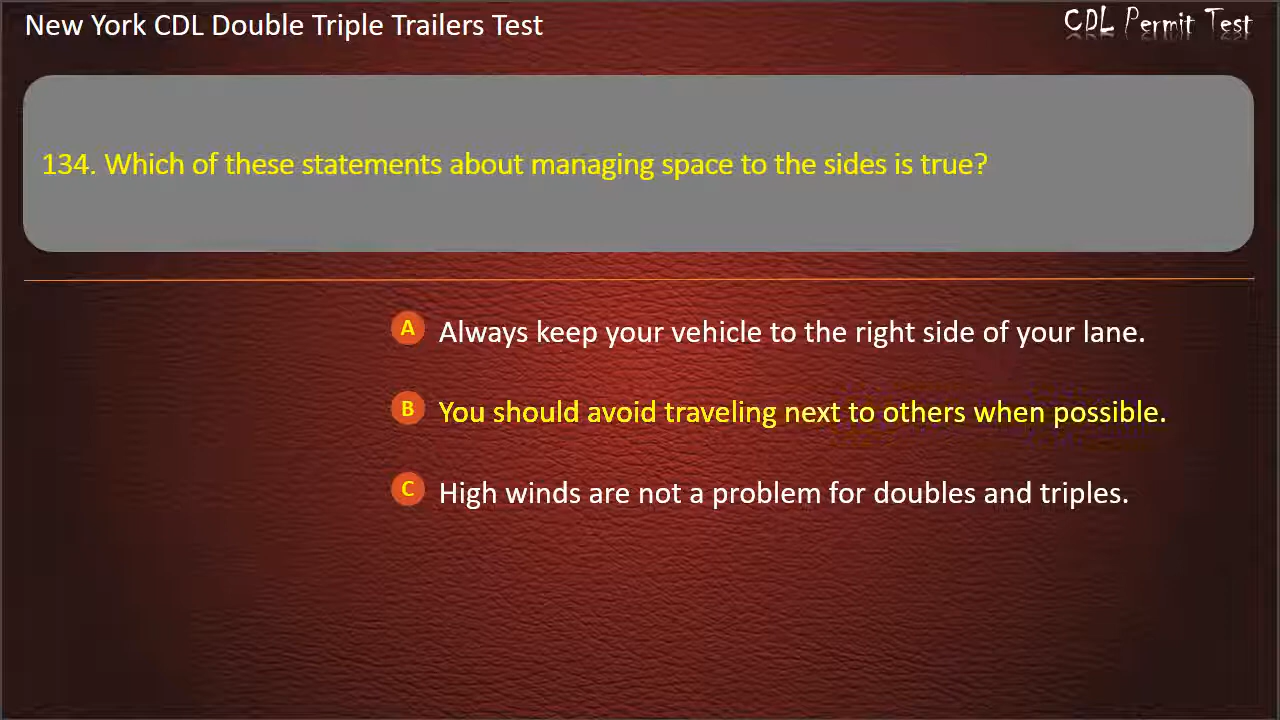 New York CDL Double Triple Trailers Test
CDL Permit Test
134. Which of these statements about managing space to the sides is true?
A Always keep your vehicle to the right side of your lane.
B You should avoid traveling next to others when possible.
C High winds are not a problem for doubles and triples.